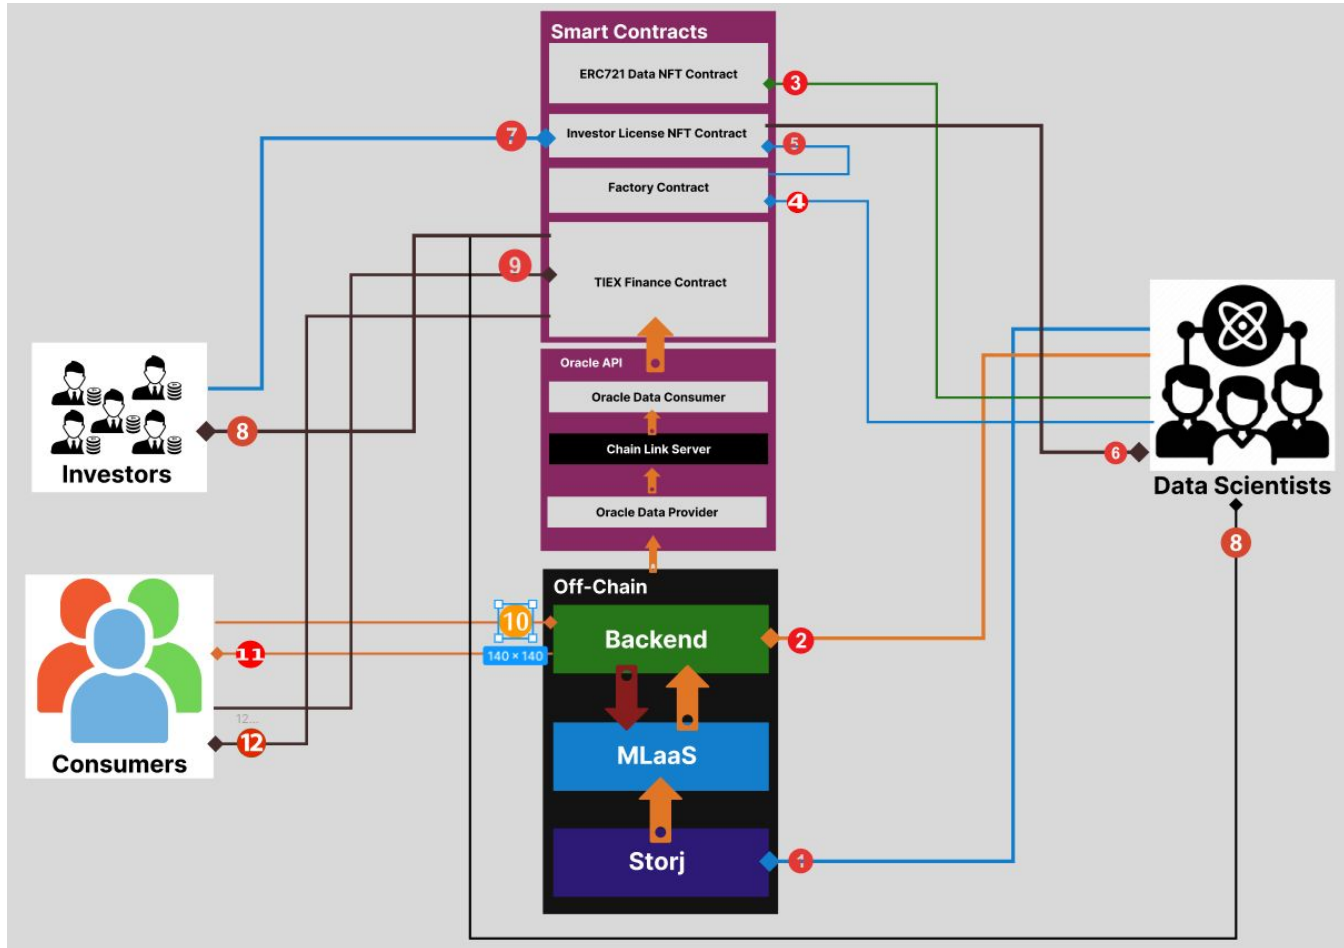 Smart Contracts
ERC721 Data NFT Contract
3
7
Investor License NFT Contract
5
Factory Contract
4
9
TIEX Finance Contract
Oracle API
Oracle Data Consumer
8
Chain Link Server
6
Investors
Data Scientists
Oracle Data Provider
8
Off-Chain
10
Backend
2
11
140 × 140
12...
12
MLaaS
Consumers
Storj
1